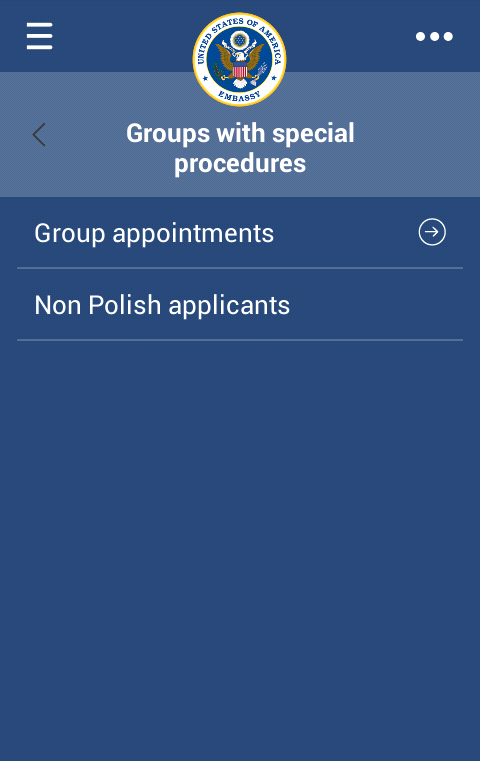 UNITED STATES OF AMERICA
EMBASSY
Groups with special
procedures
Group appointments
Non Polish applicants